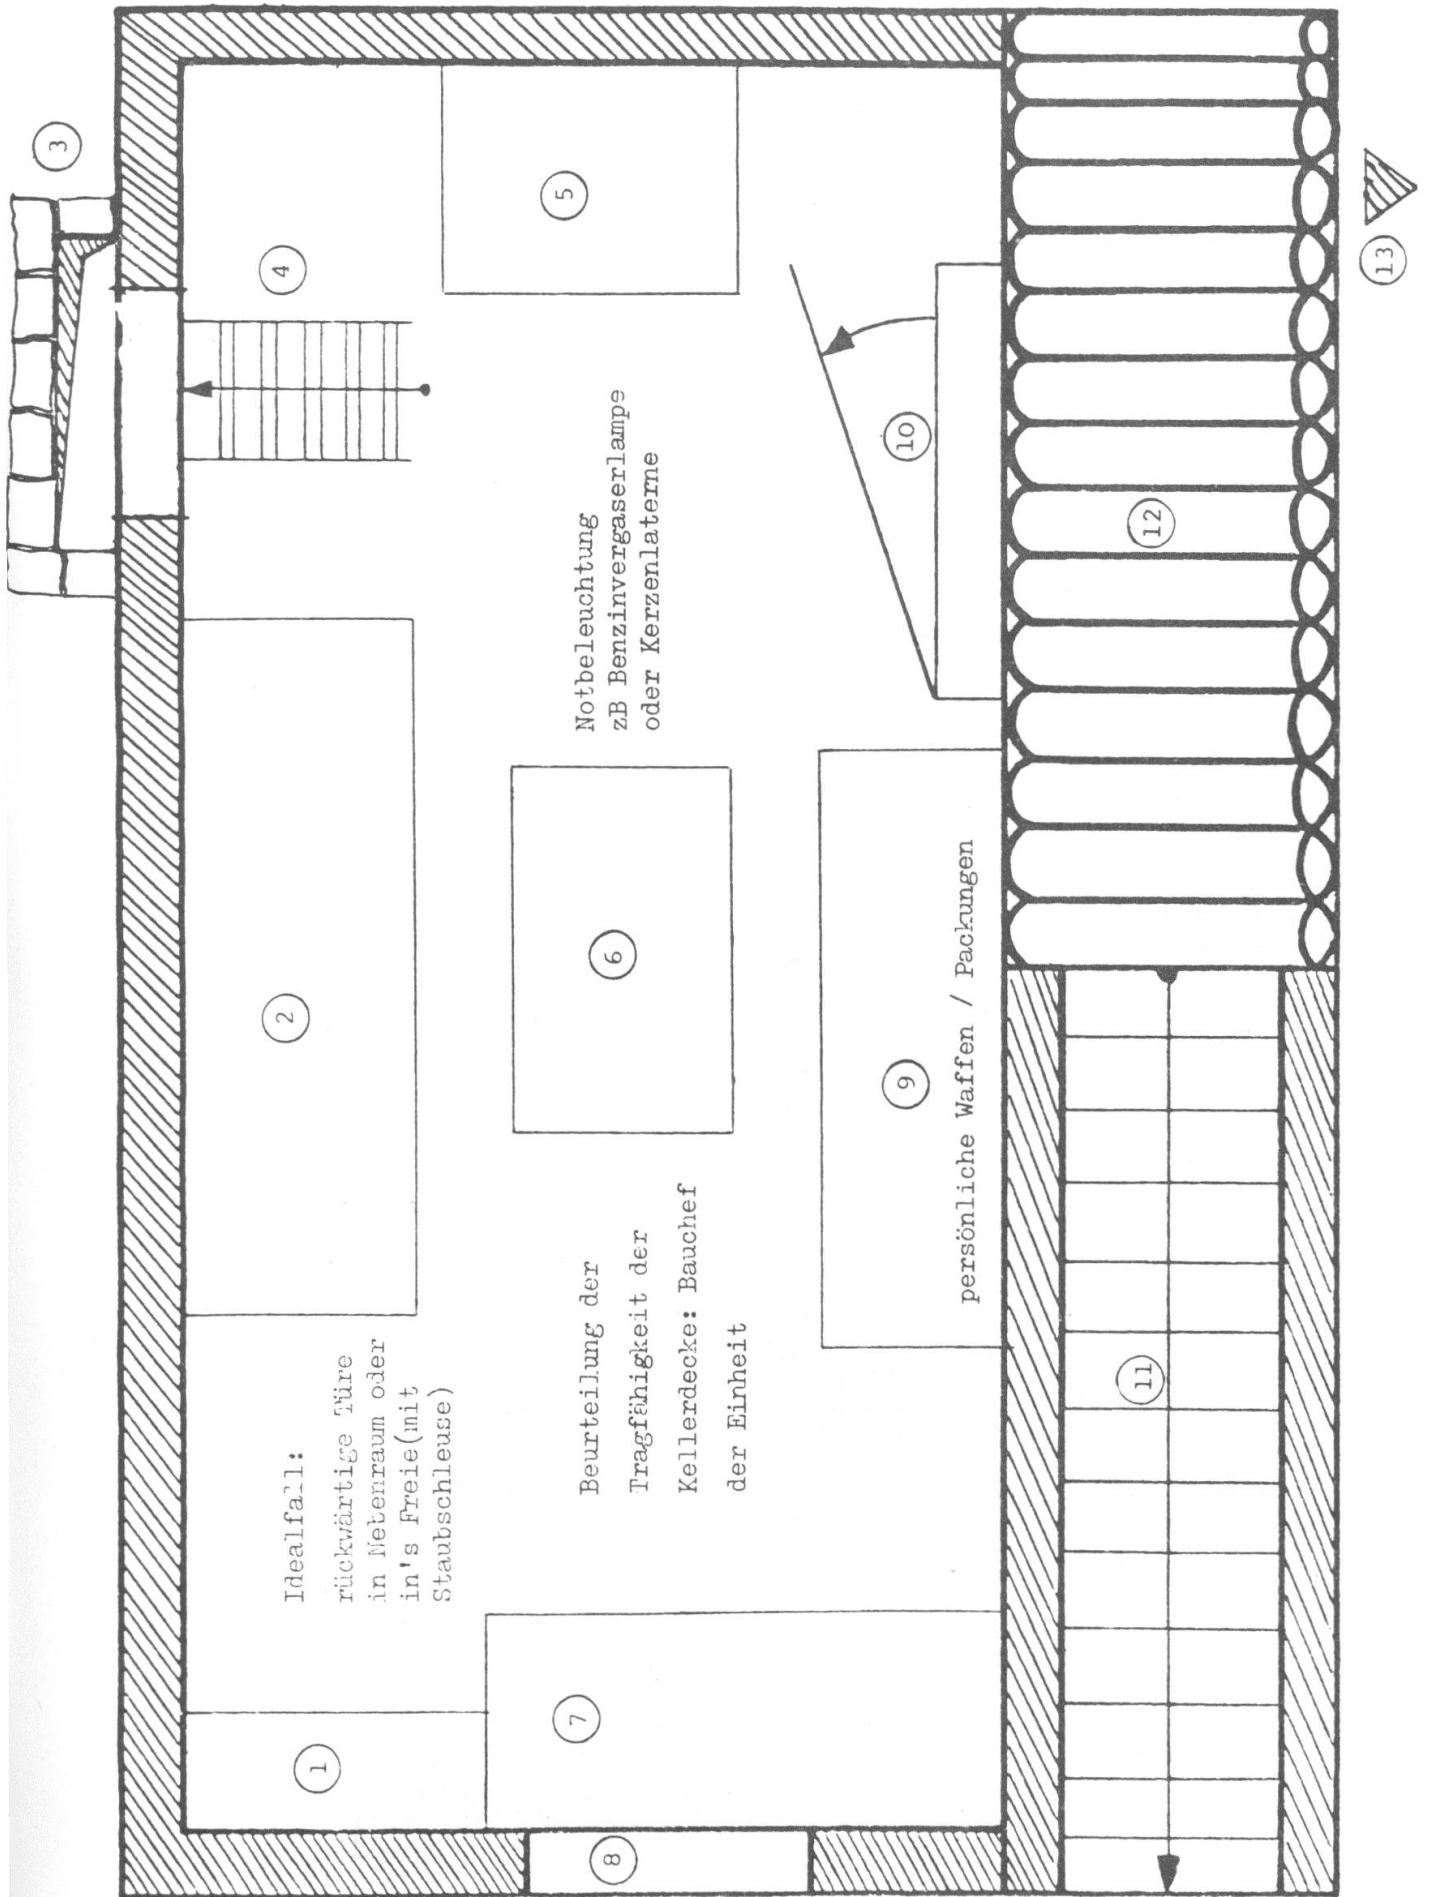 3
4
5
Idealfall:
rückwärtige Türe
in Netenraum oder
in's Freie(mit
Staubschleuse)
1
2
Notbeleuchtung
zB Benzinvergaserlampe
oder Kerzenlaterne
6
Beurteilung der
Tragfähigkeit der
Kellerdecke: Bauchef
der Einheit
7
8
9
persönliche Waffen / Packungen
10
11
12
13